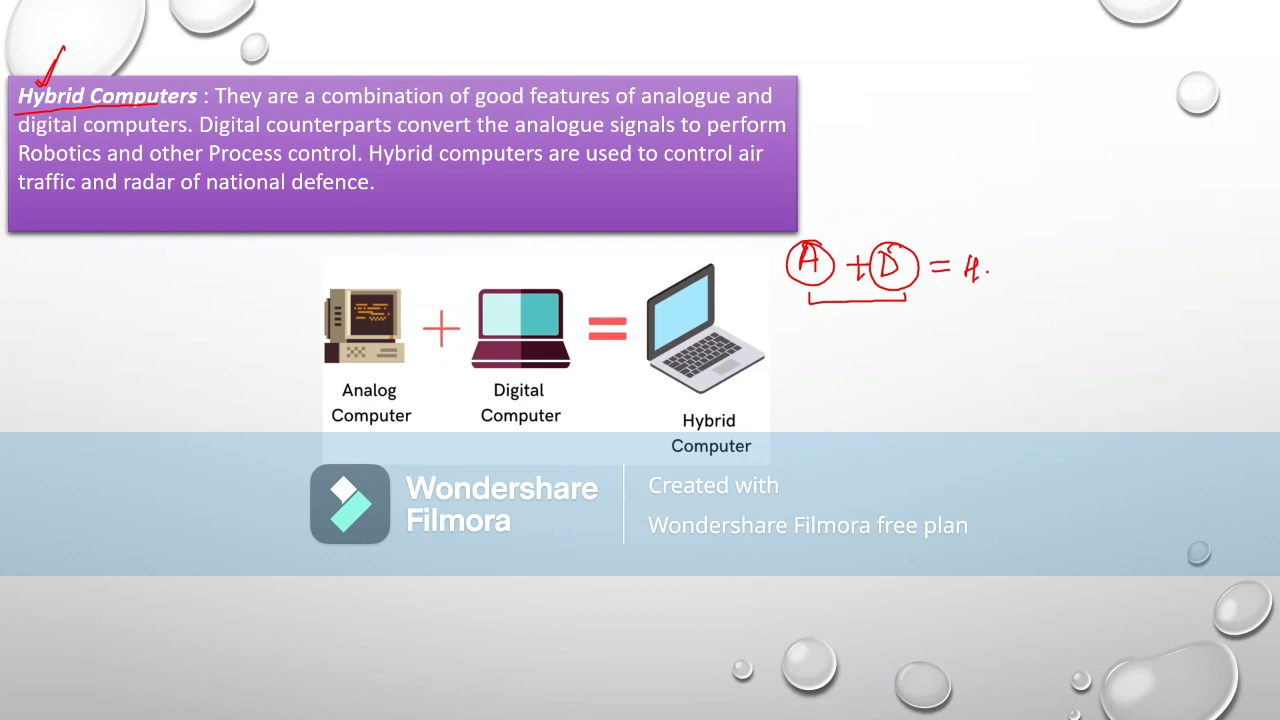 Hybrid Computers : They are a combination of good features of analogue and
digital computers. Digital counterparts convert the analogue signals to perform
Robotics and other Process control. Hybrid computers are used to control air
traffic and radar of national defence.
A + D = H.
Analog
Computer
Digital
Computer
Hybrid
Computer
Wondershare
Filmora
Created with
Wondershare Filmora free plan